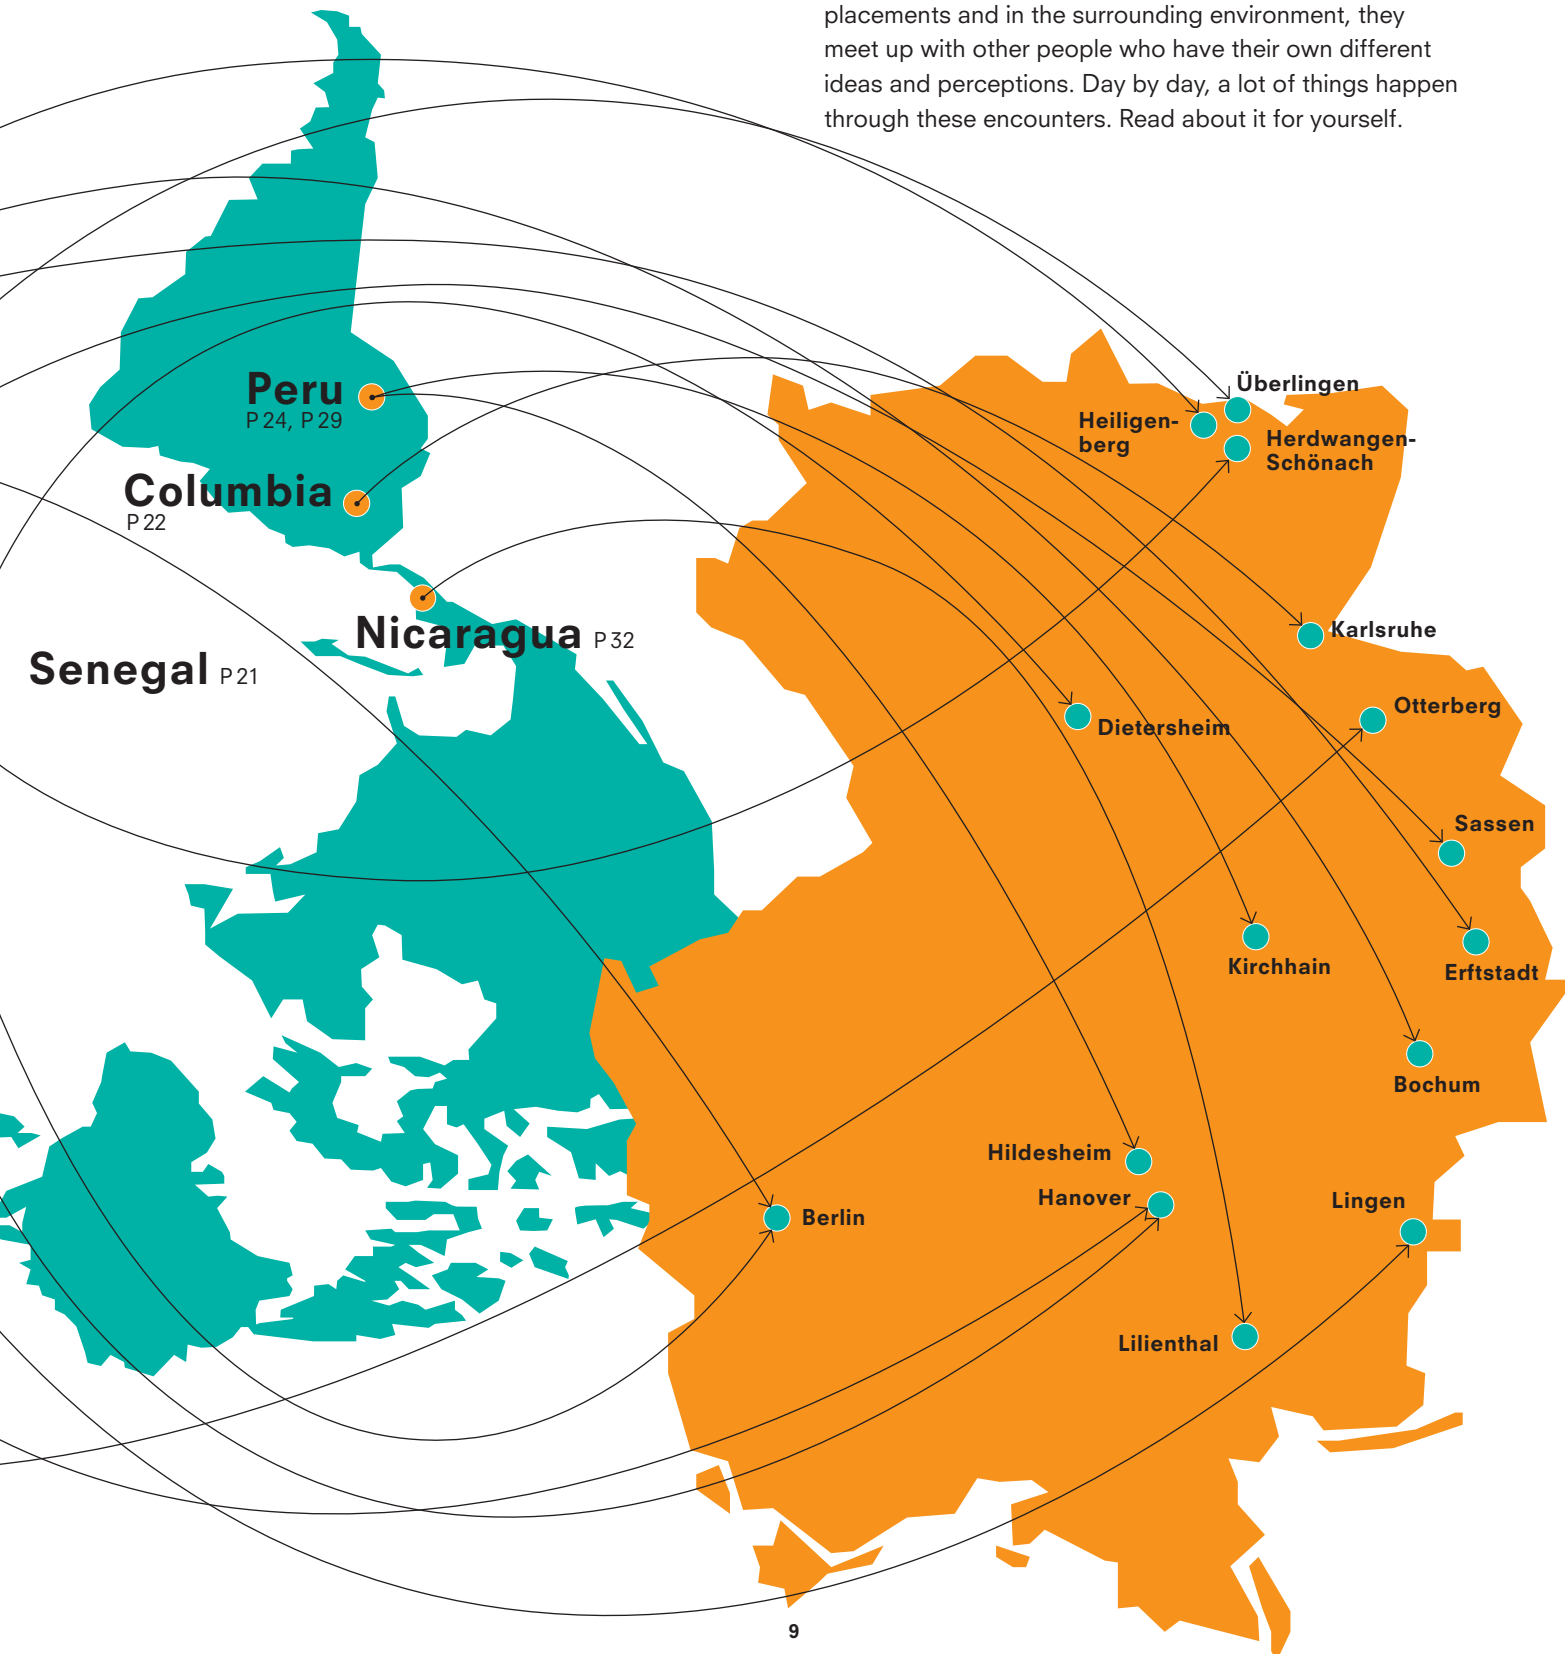 placements and in the surrounding environment, they
meet up with other people who have their own different
ideas and perceptions. Day by day, a lot of things happen
through these encounters. Read about it for yourself.
Peru
P 24, P 29
Columbia
P 22
Nicaragua P 32
Senegal P 21
Überlingen
Heiligen-
berg
Herdwangen-
Schönach
Karlsruhe
Otterberg
Dietersheim
Sassen
Kirchhain
Erftstadt
Bochum
Hildesheim
Hanover
Lingen
Berlin
Lilienthal
9